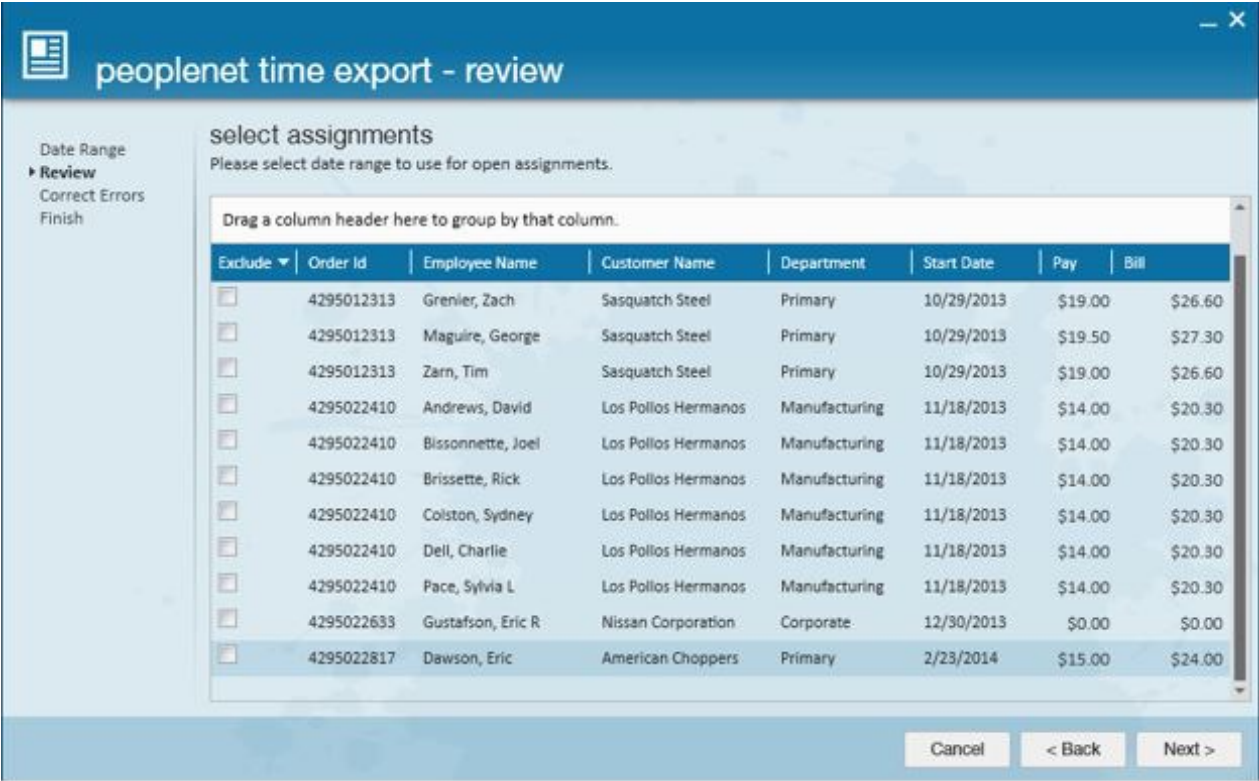 peoplenet time export - review
Date Range
Review
Correct Errors
Finish
select assignments
Please select date range to use for open assignments.
Drag a column header here to group by that column.
Exclude Order Id Employee Name Customer Name Department Start Date Pay Bill
4295012313 Grenier, Zach Sasquatch Steel Primary 10/29/2013 $19.00 $26.60
4295012313 Maguire, George Sasquatch Steel Primary 10/29/2013 $19.50 $27.30
4295012313 Zarn, Tim Sasquatch Steel Primary 10/29/2013 $19.00 $26.60
4295022410 Andrews, David Los Pollos Hermanos Manufacturing 11/18/2013 $14.00 $20.30
4295022410 Bissonnette, Joel Los Pollos Hermanos Manufacturing 11/18/2013 $14.00 $20.30
4295022410 Brissette, Rick Los Pollos Hermanos Manufacturing 11/18/2013 $14.00 $20.30
4295022410 Colston, Sydney Los Pollos Hermanos Manufacturing 11/18/2013 $14.00 $20.30
4295022410 Dell, Charlie Los Pollos Hermanos Manufacturing 11/18/2013 $14.00 $20.30
4295022410 Pace, Sylvia L Los Pollos Hermanos Manufacturing 11/18/2013 $14.00 $20.30
4295022633 Gustafson, Eric R Nissan Corporation Corporate 12/30/2013 $0.00 $0.00
4295022817 Dawson, Eric American Choppers Primary 2/23/2014 $15.00 $24.00
Cancel < Back Next >